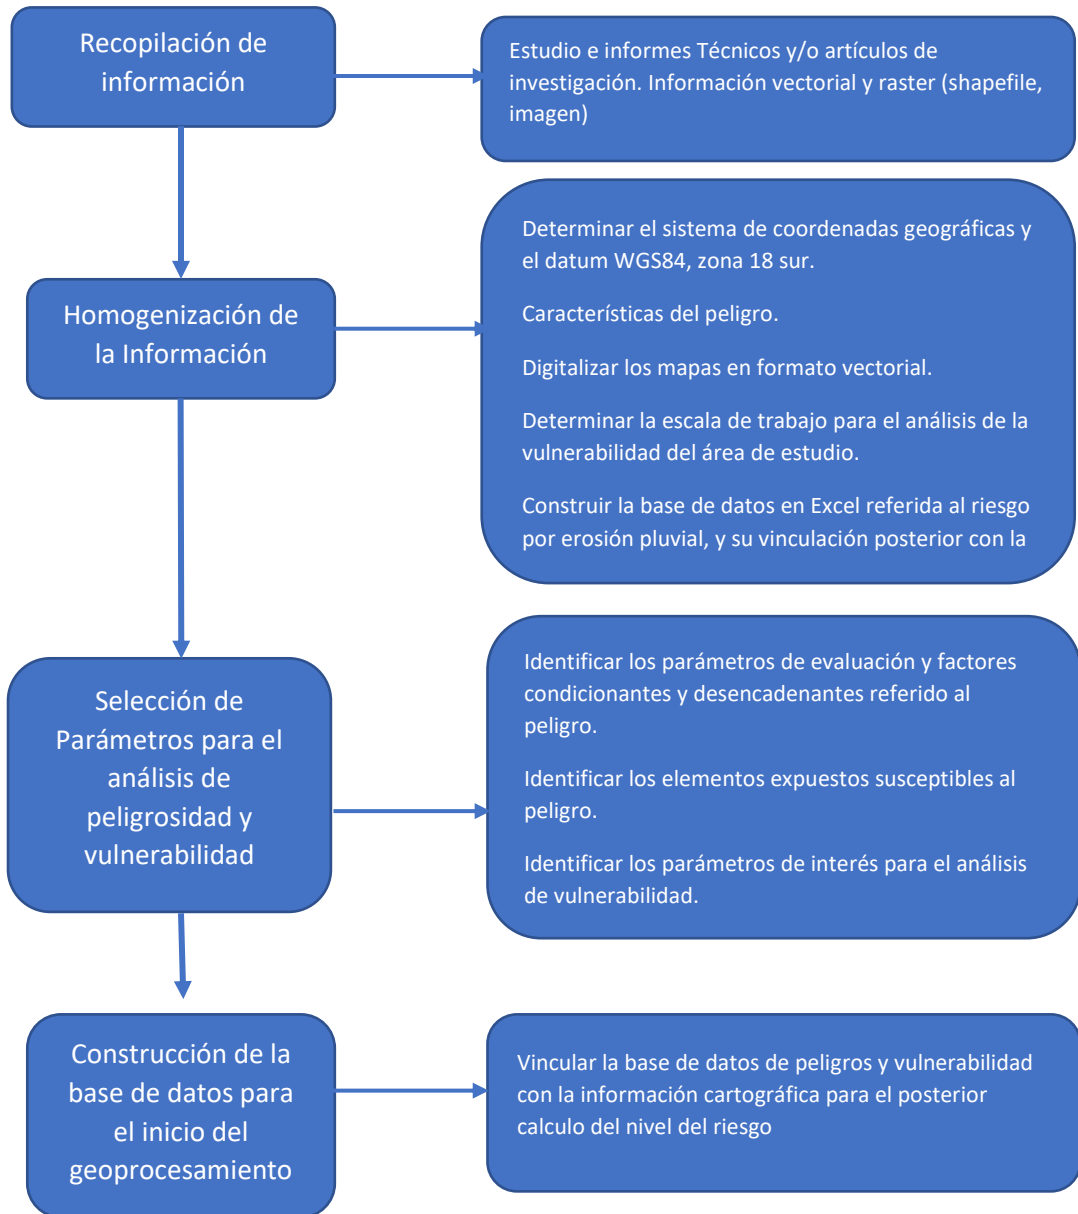 Recopilación de
información
Estudio e informes Técnicos y/o artículos de
investigación. Información vectorial y raster (shapefile,
imagen)
Homogenización de
la Información
Determinar el sistema de coordenadas geográficas y
el datum WGS84, zona 18 sur.
Características del peligro.
Digitalizar los mapas en formato vectorial.
Determinar la escala de trabajo para el análisis de la
vulnerabilidad del área de estudio.
Construir la base de datos en Excel referida al riesgo
por erosión pluvial, y su vinculación posterior con la
Selección de
Parámetros para el
análisis de
peligrosidad y
vulnerabilidad
Identificar los parámetros de evaluación y factores
condicionantes y desencadenantes referido al
peligro.
Identificar los elementos expuestos susceptibles al
peligro.
Identificar los parámetros de interés para el análisis
de vulnerabilidad.
Construcción de la
base de datos para
el inicio del
geoprocesamiento
Vincular la base de datos de peligros y vulnerabilidad
con la información cartográfica para el posterior
calculo del nivel del riesgo